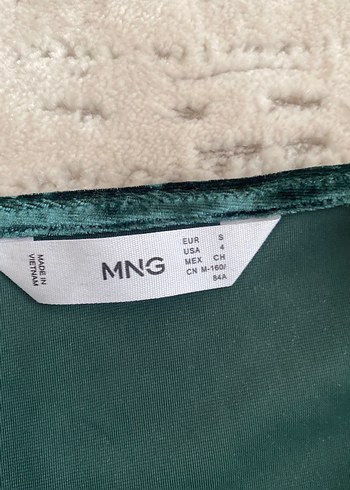 MADE IN
VIETNAM
MNG
EUR S
USA 4
MEX CH
CN M-160/
84A